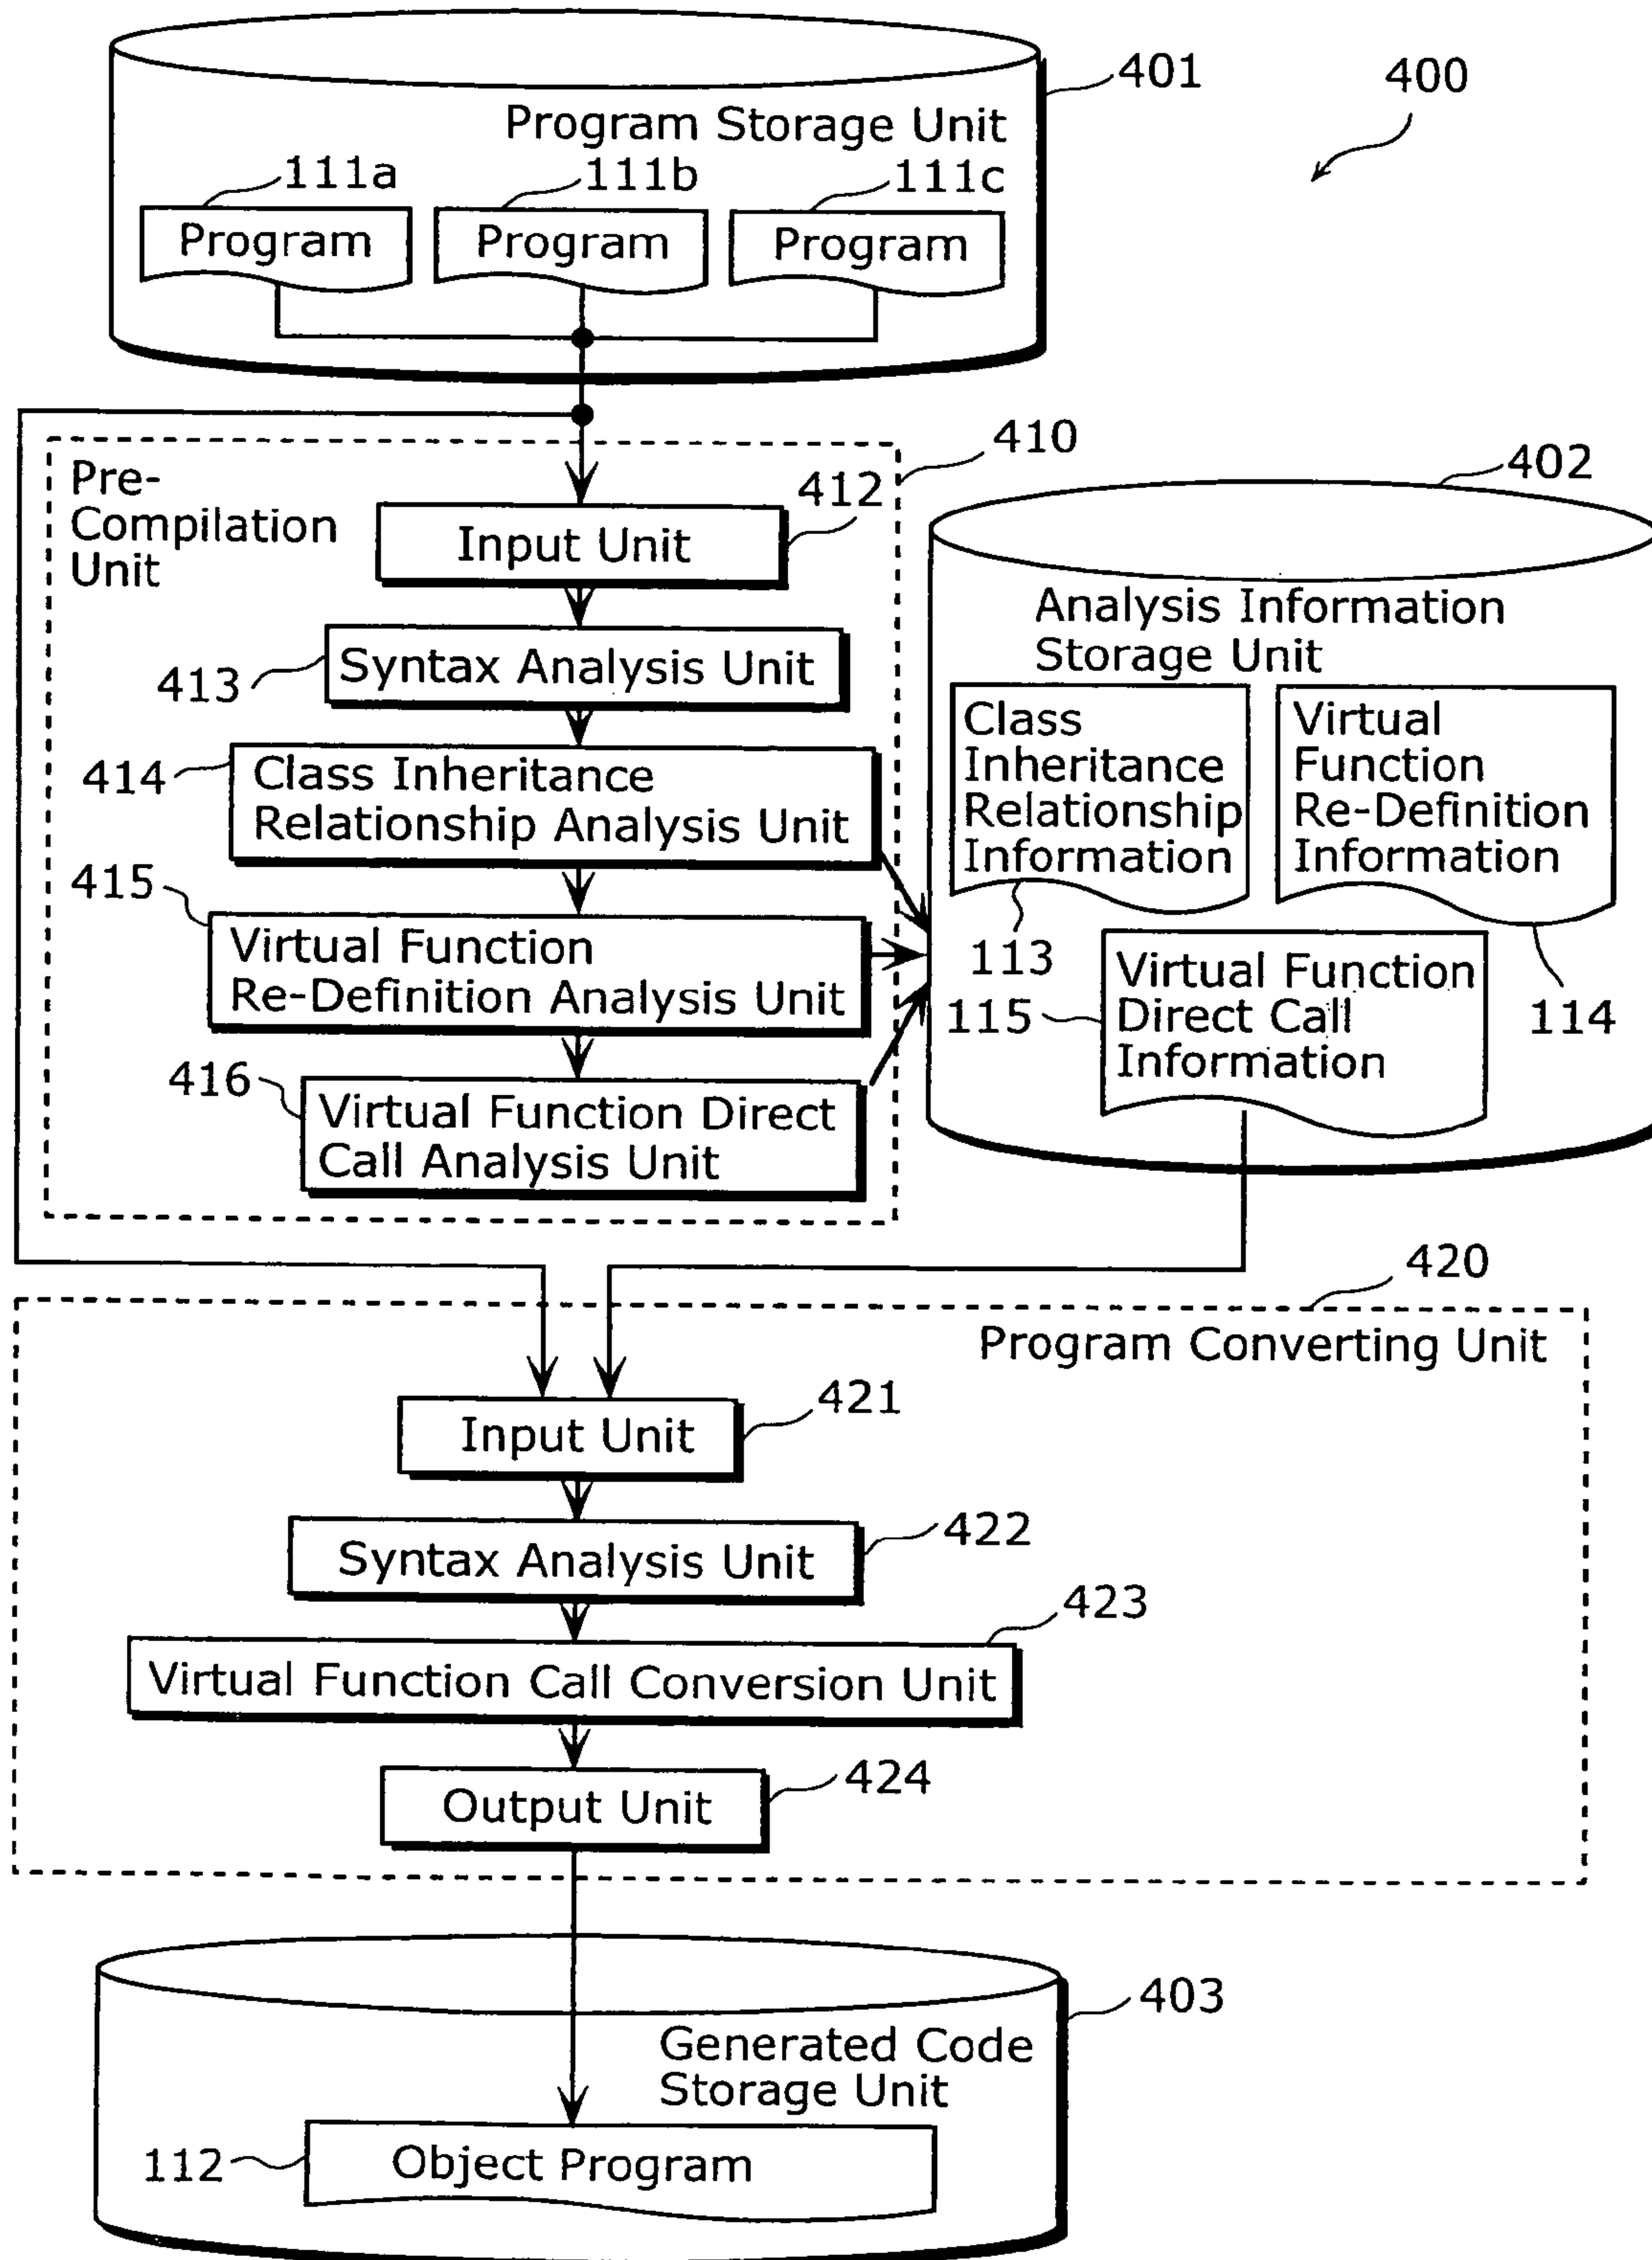 401
400
Program Storage Unit
111a
111b
111c
Program
Program
Program
410
402
Pre-
Compilation
Unit
412
Input Unit
413
Syntax Analysis Unit
414
Class Inheritance
Relationship Analysis Unit
415
Virtual Function
Re-Definition Analysis Unit
416
Virtual Function Direct
Call Analysis Unit
Analysis Information
Storage Unit
Class
Inheritance
Relationship
Information
113
Virtual
Function
Re-Definition
Information
114
115
Virtual Function
Direct Call
Information
420
Program Converting Unit
421
Input Unit
422
Syntax Analysis Unit
423
Virtual Function Call Conversion Unit
424
Output Unit
403
Generated Code
Storage Unit
112
Object Program